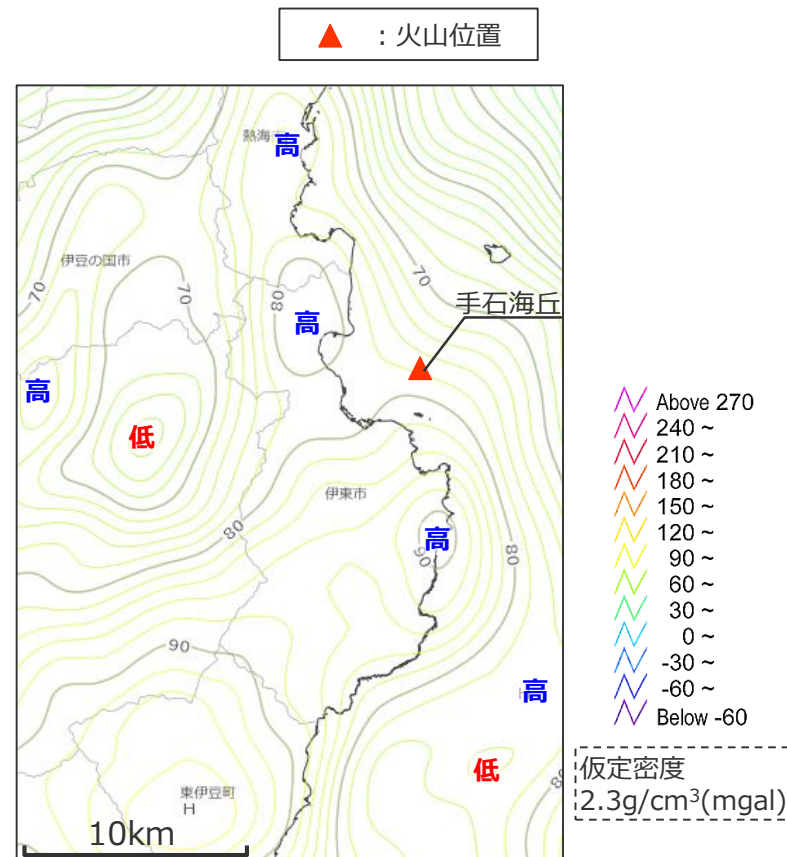 ：火山位置
熱海
高
伊豆の国市
70
70
70
80
高
手石海丘
高
低
伊東市
80
高
90
80
90
高
低
80
東伊豆町
H
10km
Above 270
240 ~
210 ~
180 ~
150 ~
120 ~
90 ~
60 ~
30 ~
0 ~
-30 ~
-60 ~
Below -60
仮定密度
2.3g/cm³(mgal)